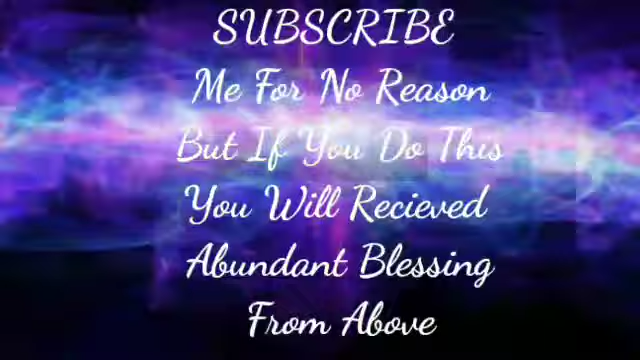 SUBSCRIBE
Me For No Reason
But If You Do This
You Will Recieved
Abundant Blessing
From Above